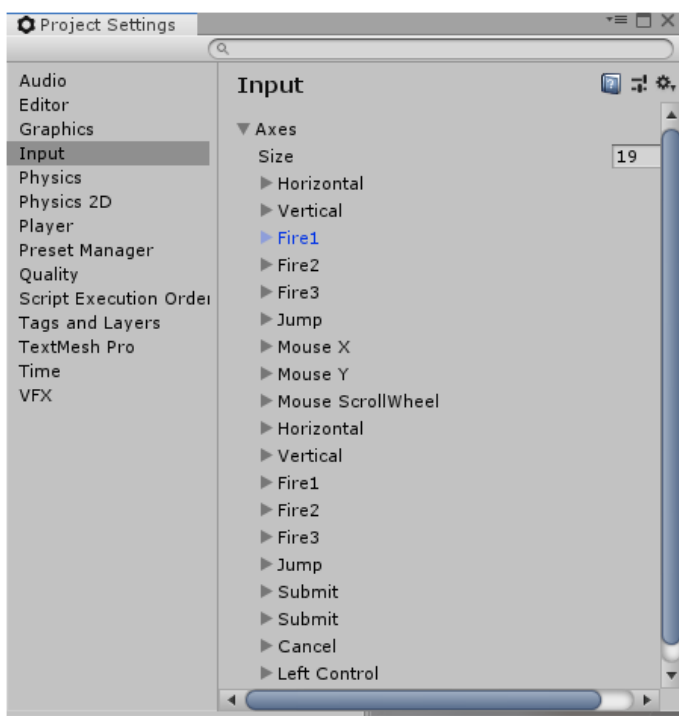 Project Settings
Audio
Editor
Graphics
Input
Physics
Physics 2D
Player
Preset Manager
Quality
Script Execution Order
Tags and Layers
TextMesh Pro
Time
VFX
Input
Axes
Size 19
Horizontal
Vertical
Fire1
Fire2
Fire3
Jump
Mouse X
Mouse Y
Mouse ScrollWheel
Horizontal
Vertical
Fire1
Fire2
Fire3
Jump
Submit
Submit
Cancel
Left Control